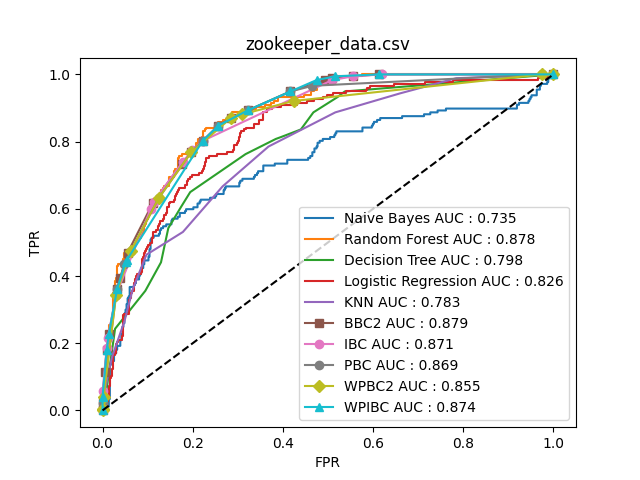 zookeeper_data.csv
TPR
1.0
0.8
0.6
0.4
0.2
0.0
Naive Bayes AUC : 0.735
Random Forest AUC : 0.878
Decision Tree AUC : 0.798
Logistic Regression AUC : 0.826
KNN AUC : 0.783
BBC2 AUC : 0.879
IBC AUC : 0.871
PBC AUC : 0.869
WPBC2 AUC : 0.855
WPIBC AUC : 0.874
0.0 0.2 0.4 0.6 0.8 1.0
FPR